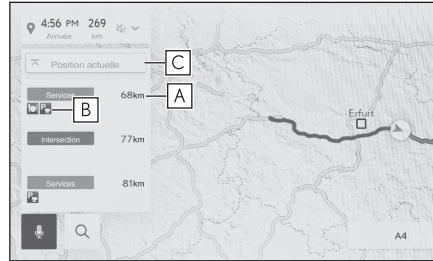 4:56 PM 269
Arrivée km
Position actuelle
C
Services 68km
A
B
Intersection 77km
Services 81km
Erfurt
A4